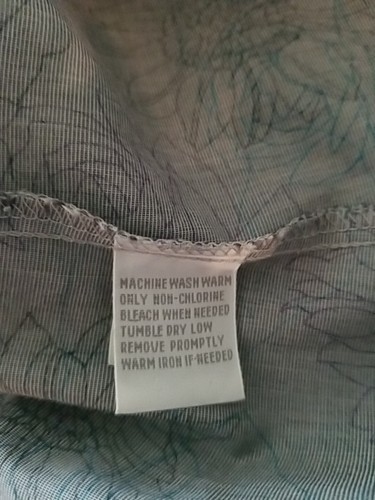 MACHINE WASH WARM
ONLY NON-CHLORINE
BLEACH WHEN NEEDED
TUMBLE DRY LOW
REMOVE PROMPTLY
WARM IRON IF NEEDED